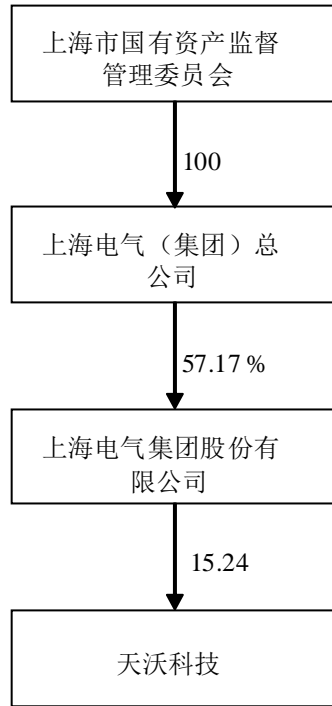 上海市国有资产监督
管理委员会
100
上海电气（集团）总
公司
57.17 %
上海电气集团股份有
限公司
15.24
天沃科技